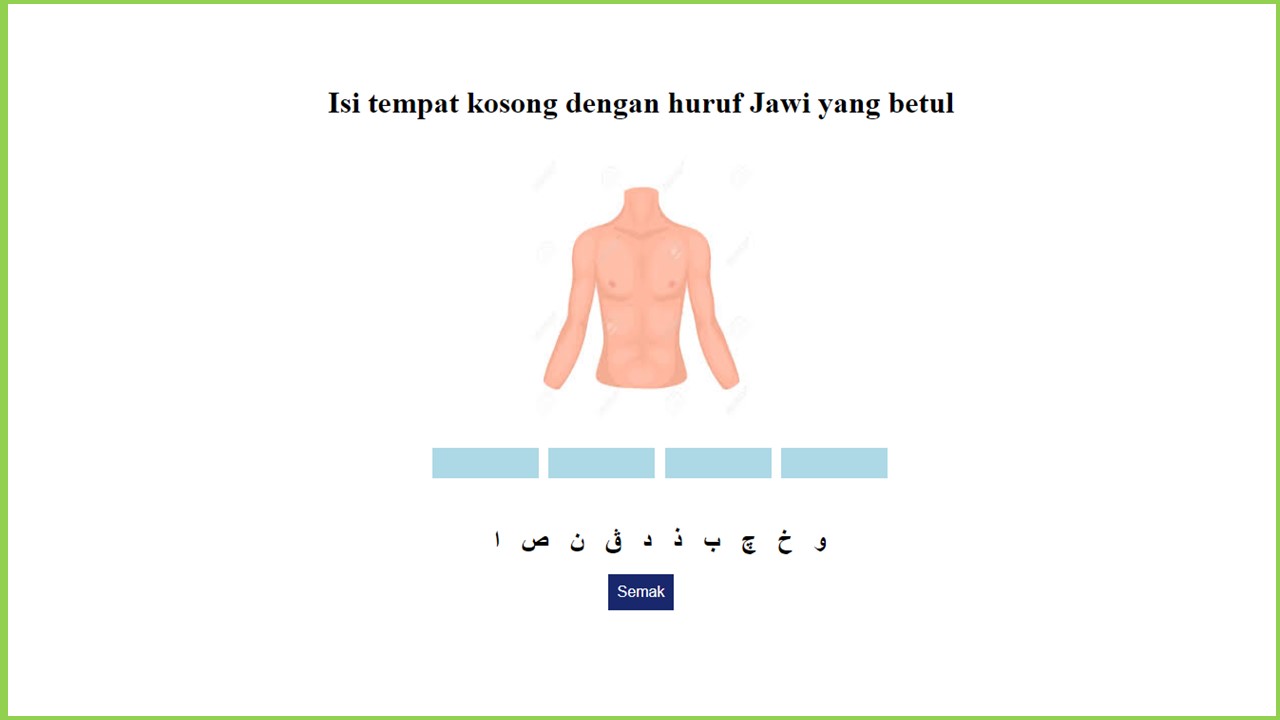 Isi tempat kosong dengan huruf Jawi yang betul
و خ چ ب ذ د ڤ ن ص ا
Semak